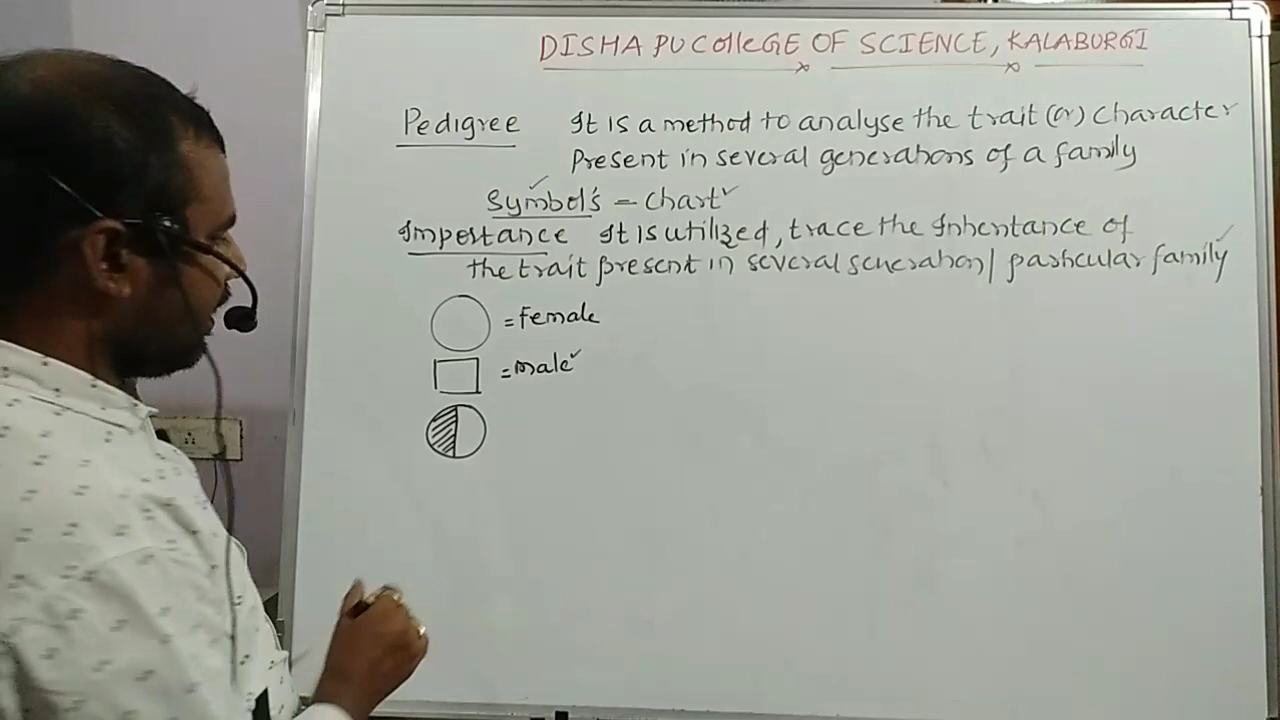 DISHA PU CollEGE OF SCIENCE, KALABURGI
Pedigree It is a method to analyse the trait (or) Character
Present in several generations of a family
Symbol's - Chart
Importance It is utilized, trace the Inheritance of
the trait present in several generation/ particular family
= Female
= male